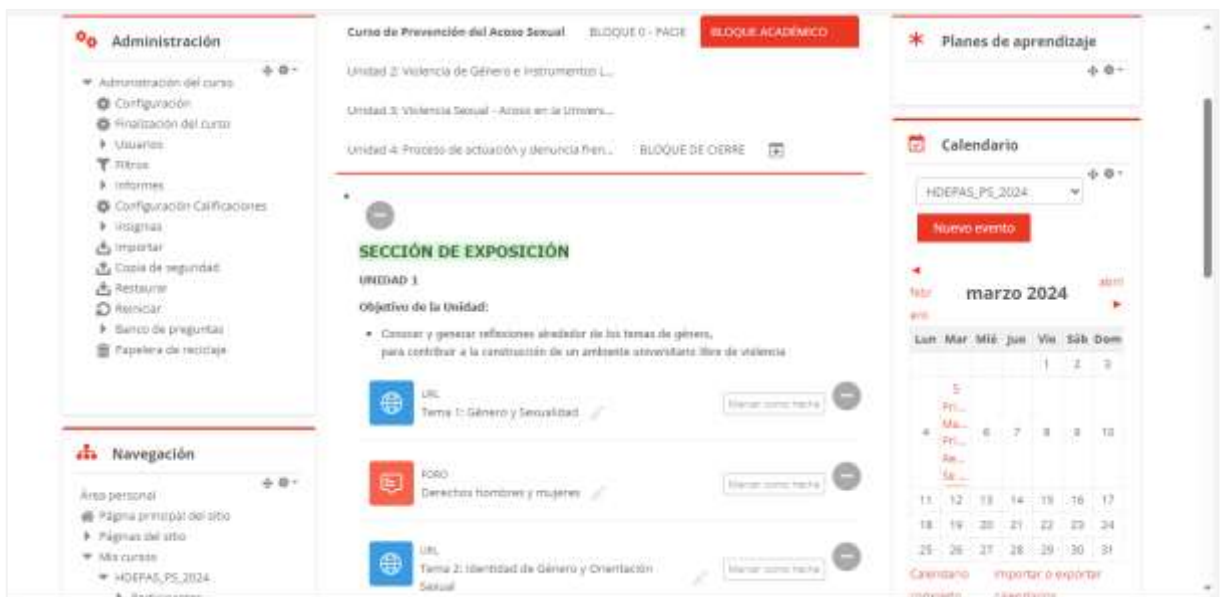 Administración
Administración del curso
Configuración
Finalización del curso
Usuarios
Filtros
Informes
Configuración Calificaciones
Insignias
Importar
Copia de seguridad
Restaurar
Reiniciar
Banco de preguntas
Papelera de reciclaje
Navegación
Área personal
Página principal del sitio
Páginas del sitio
Mis cursos
HDEPAS_PS_2024
Participantes
Curso de Prevención del Acoso Sexual BLOQUE 0 - PACIE BLOQUE ACADÉMICO
Unidad 2: Violencia de Género e Instrumentos L...
Unidad 3: Violencia Sexual - Acoso en la Univers...
Unidad 4: Proceso de actuación y denuncia fren... BLOQUE DE CIERRE
SECCIÓN DE EXPOSICIÓN
UNIDAD 1
Objetivo de la Unidad:
Conocer y generar reflexiones alrededor de los temas de género,
para contribuir a la construcción de un ambiente universitario libre de violencia
URL
Tema 1: Género y Sexualidad
Marcar como hecha
FORO
Derechos hombres y mujeres
Marcar como hecha
URL
Tema 2: Identidad de Género y Orientación
Sexual
Marcar como hecha
Planes de aprendizaje
Calendario
HDEPAS_PS_2024
Nuevo evento
febr
ero
marzo 2024
abril
Lun Mar Mié Jue Vie Sáb Dom
1 2 3
4 5 6 7 8 9 10
Pri...
Ma...
Pri...
Re...
Se ...
11 12 13 14 15 16 17
18 19 20 21 22 23 24
25 26 27 28 29 30 31
Calendario
completo
Importar o exportar
calendarios